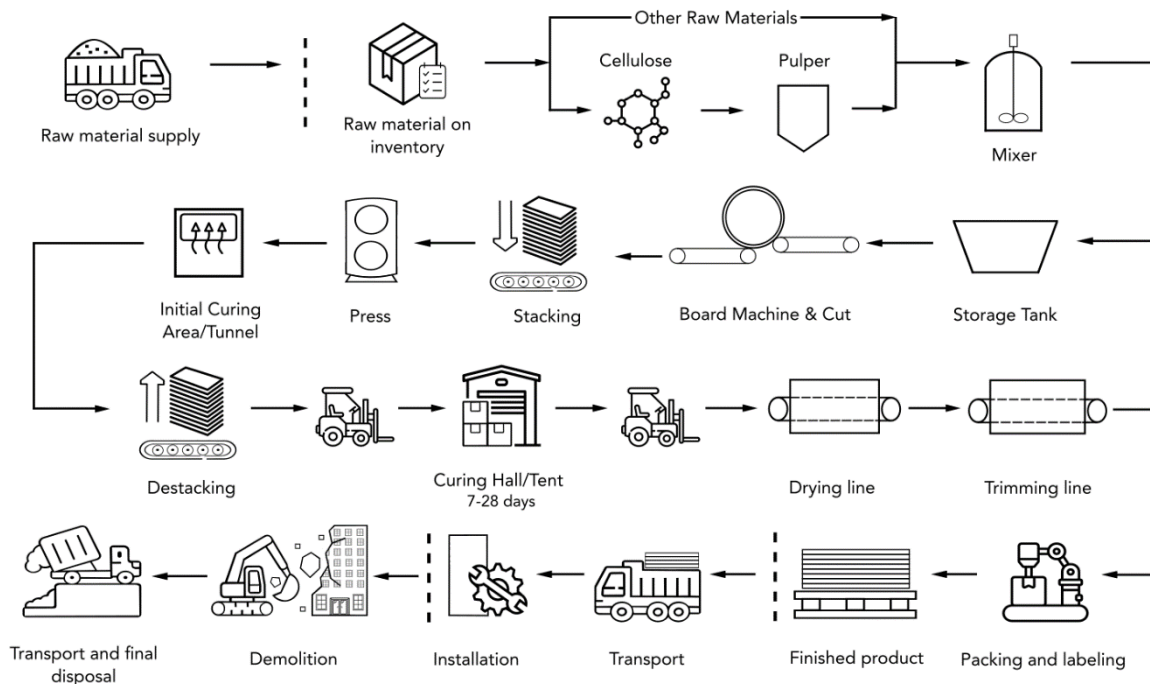 Other Raw Materials
Cellulose
Pulper
Raw material supply
Raw material on
inventory
Mixer
Initial Curing
Area/Tunnel
Press
Stacking
Board Machine & Cut
Storage Tank
Destacking
Curing Hall/Tent
7-28 days
Drying line
Trimming line
Transport and final
disposal
Demolition
Installation
Transport
Finished product
Packing and labeling